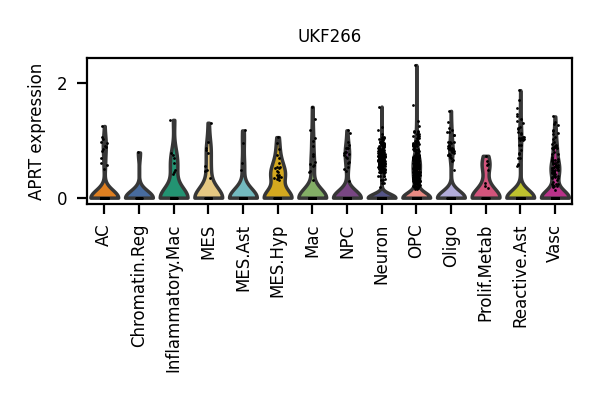 UKF266
APRT expression
2
0
AC
Chromatin.Reg
Inflammatory.Mac
MES
MES.Ast
MES.Hyp
Mac
NPC
Neuron
OPC
Oligo
Prolif.Metab
Reactive.Ast
Vasc